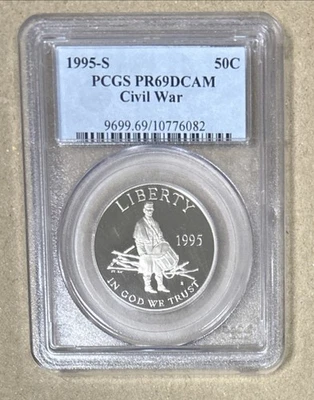 1995-S 50C
PCGS PR69DCAM
Civil War
9699.69/10776082
LIBERTY
1995
S
IN GOD WE TRUST